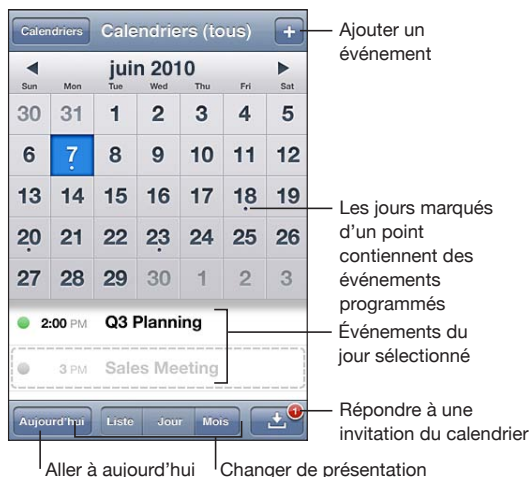 Calendriers Calendriers (tous) +
Ajouter un
événement
juin 2010
Sun Mon Tue Wed Thu Fri Sat
30 31 1 2 3 4 5
6 7 8 9 10 11 12
13 14 15 16 17 18 19
20 21 22 23 24 25 26
27 28 29 30 1 2 3
Les jours marqués
d'un point
contiennent des
événements
programmés
2:00 PM Q3 Planning
3 PM Sales Meeting
Événements du
jour sélectionné
Aujourd'hui Liste Jour Mois 1
Répondre à une
invitation du calendrier
Aller à aujourd'hui Changer de présentation